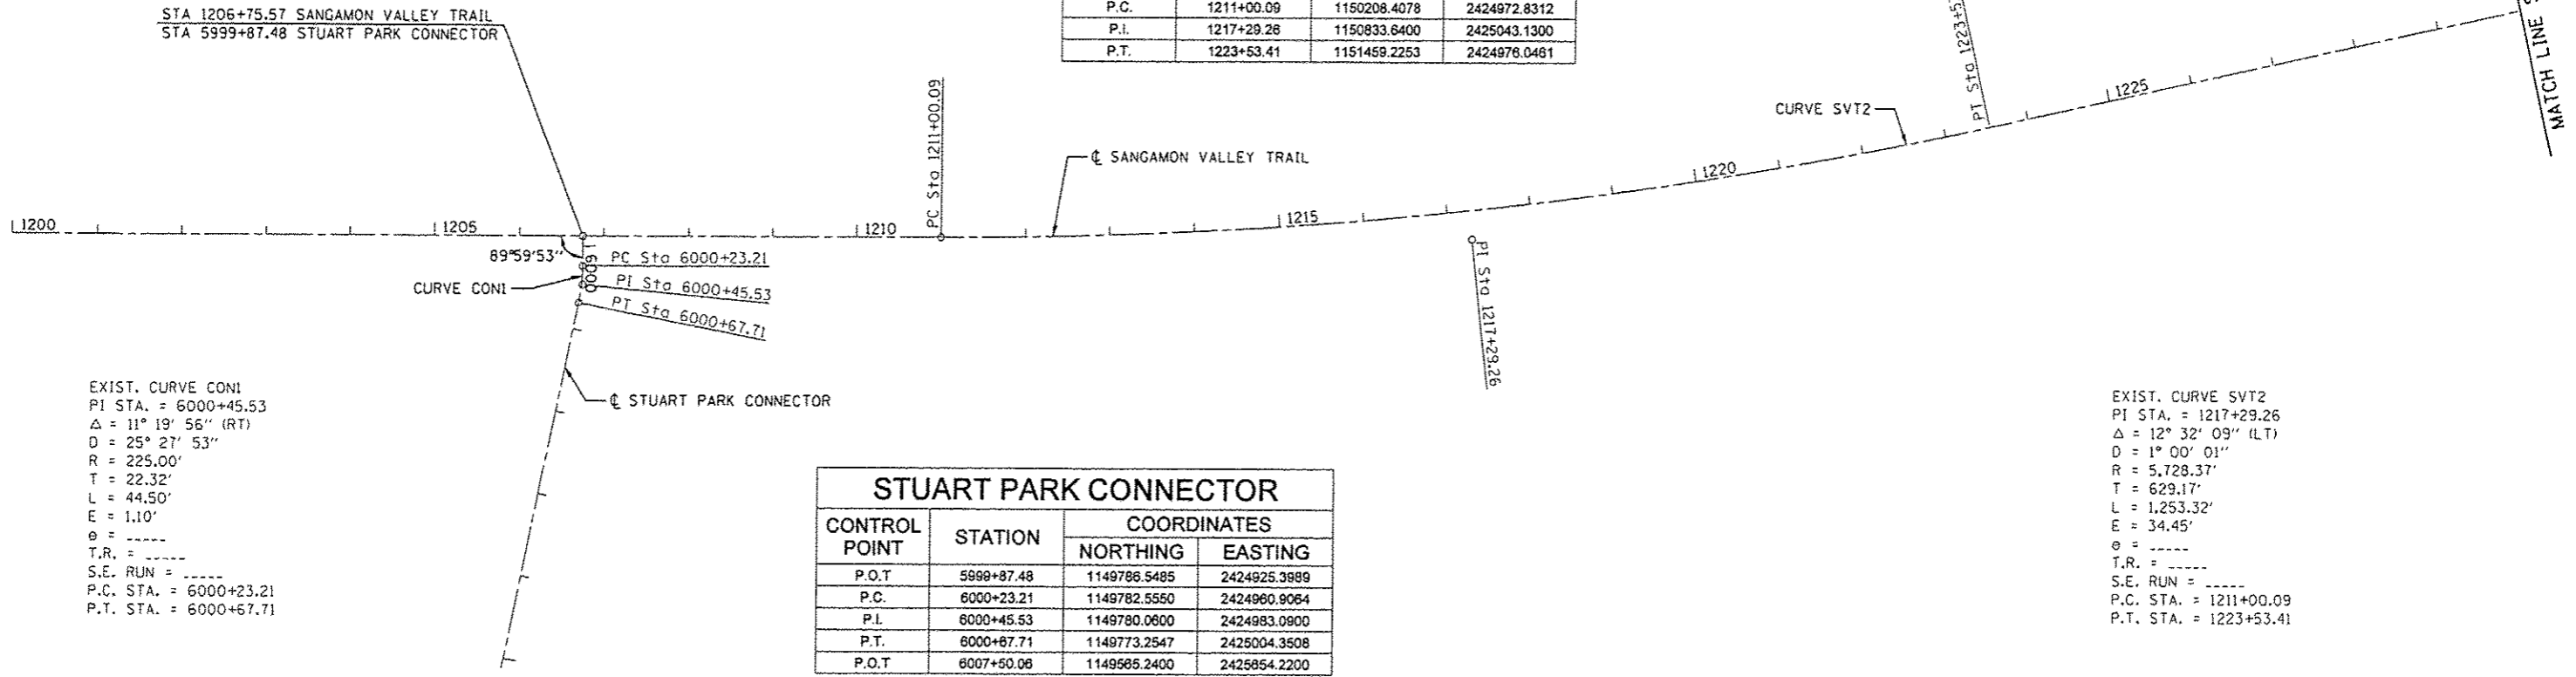 STA 1206+75.57 SANGAMON VALLEY TRAIL
STA 5999+87.48 STUART PARK CONNECTOR
P.C. 1211+00.09 1150208.4078 2424972.8312
P.I. 1217+29.26 1150833.6400 2425043.1300
P.T. 1223+53.41 1151459.2253 2424976.0461
PC Sta 1211+00.09
PT Sta 1223+5
MATCH LINE
CURVE SVT2
℄ SANGAMON VALLEY TRAIL
1200
1205
1210
1215
1220
1225
89°59'53"
6000
PC Sta 6000+23.21
PI Sta 6000+45.53
PT Sta 6000+67.71
CURVE CON1
PI Sta 1217+29.26
℄ STUART PARK CONNECTOR
EXIST. CURVE CON1
PI STA. = 6000+45.53
Δ = 11° 19' 56" (RT)
D = 25° 27' 53"
R = 225.00'
T = 22.32'
L = 44.50'
E = 1.10'
e = -----
T.R. = -----
S.E. RUN = -----
P.C. STA. = 6000+23.21
P.T. STA. = 6000+67.71
STUART PARK CONNECTOR
CONTROL POINT STATION COORDINATES
NORTHING EASTING
P.O.T 5999+87.48 1149786.5485 2424925.3989
P.C. 6000+23.21 1149782.5550 2424960.9064
P.I. 6000+45.53 1149780.0600 2424983.0900
P.T. 6000+67.71 1149773.2547 2425004.3508
P.O.T 6007+50.06 1149565.2400 2425654.2200
EXIST. CURVE SVT2
PI STA. = 1217+29.26
Δ = 12° 32' 09" (LT)
D = 1° 00' 01"
R = 5,728.37'
T = 629.17'
L = 1,253.32'
E = 34.45'
e = -----
T.R. = -----
S.E. RUN = -----
P.C. STA. = 1211+00.09
P.T. STA. = 1223+53.41